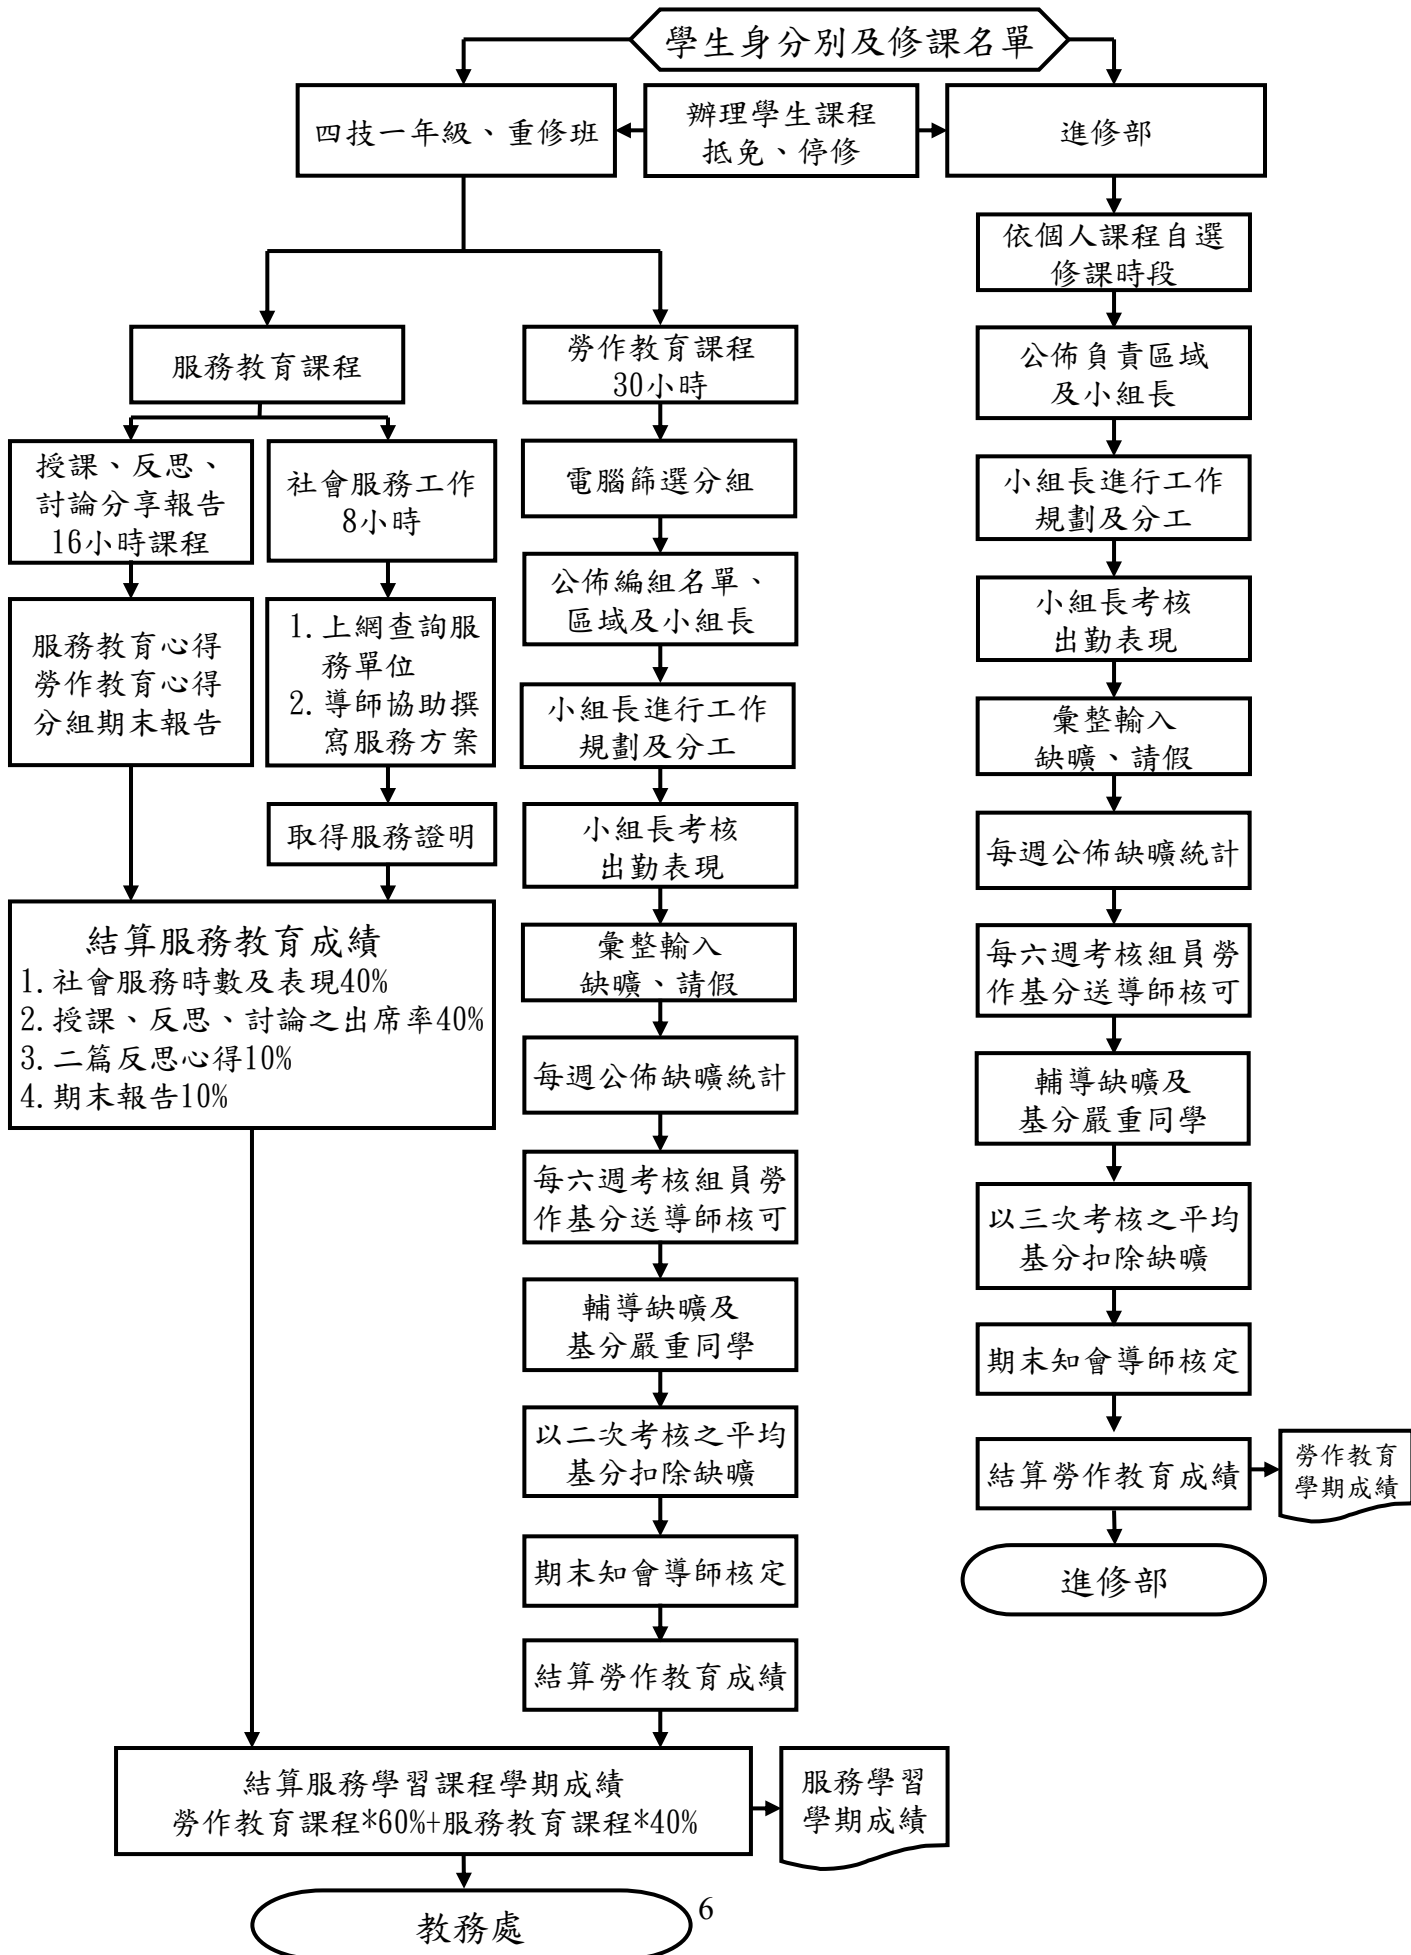 學生身分別及修課名單
四技一年級、重修班
辦理學生課程
抵免、停修
進修部
服務教育課程
授課、反思、
討論分享報告
16小時課程
社會服務工作
8小時
服務教育心得
勞作教育心得
分組期末報告
1.上網查詢服
務單位
2.導師協助撰
寫服務方案
取得服務證明
結算服務教育成績
1.社會服務時數及表現40%
2.授課、反思、討論之出席率40%
3.二篇反思心得10%
4.期末報告10%
勞作教育課程
30小時
電腦篩選分組
公佈編組名單、
區域及小組長
小組長進行工作
規劃及分工
小組長考核
出勤表現
彙整輸入
缺曠、請假
每週公佈缺曠統計
每六週考核組員勞
作基分送導師核可
輔導缺曠及
基分嚴重同學
以二次考核之平均
基分扣除缺曠
期末知會導師核定
結算勞作教育成績
依個人課程自選
修課時段
公佈負責區域
及小組長
小組長進行工作
規劃及分工
小組長考核
出勤表現
彙整輸入
缺曠、請假
每週公佈缺曠統計
每六週考核組員勞
作基分送導師核可
輔導缺曠及
基分嚴重同學
以三次考核之平均
基分扣除缺曠
期末知會導師核定
結算勞作教育成績
勞作教育
學期成績
進修部
結算服務學習課程學期成績
勞作教育課程*60%+服務教育課程*40%
服務學習
學期成績
教務處
6